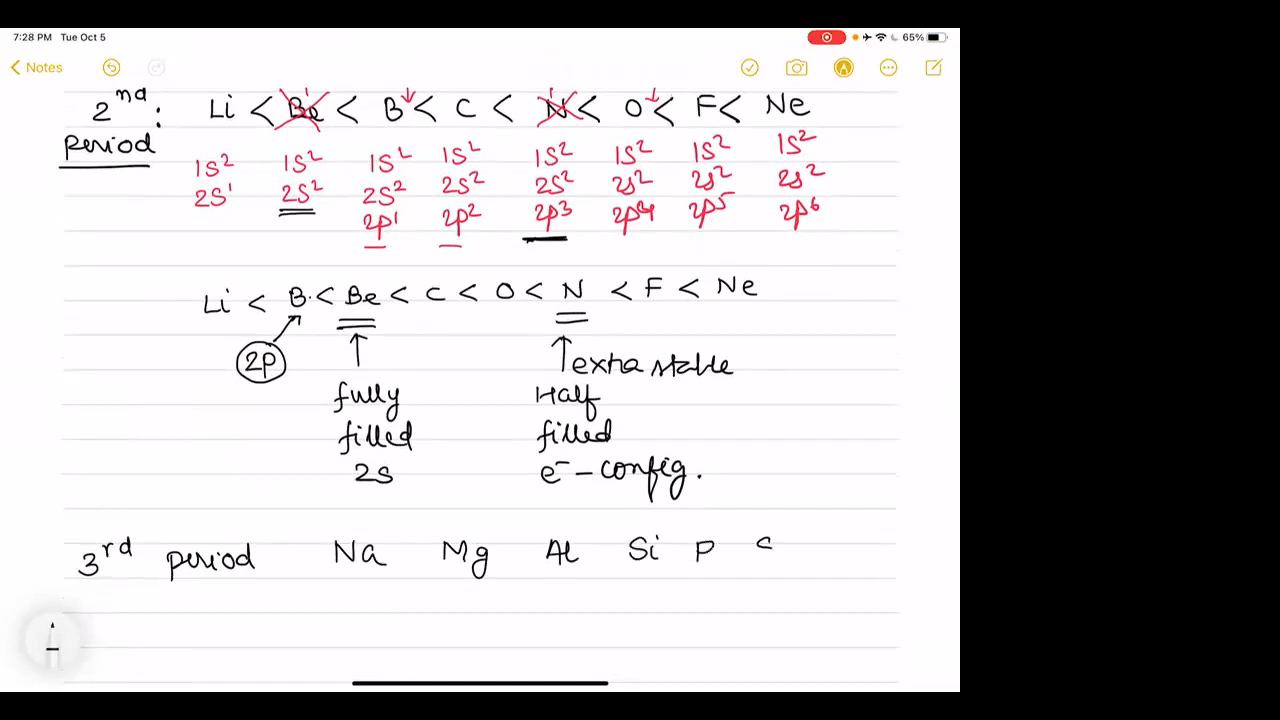 7:28 PM Tue Oct 5 65%
Notes
2nd period: Li < Be < B < C < N < O < F < Ne
1s² 1s² 1s² 1s² 1s² 1s² 1s² 1s²
2s¹ 2s² 2s² 2s² 2s² 2s² 2s² 2s²
2p¹ 2p² 2p³ 2p⁴ 2p⁵ 2p⁶
Li < B < Be < C < O < N < F < Ne
2p extra stable
fully Half
filled filled
2s e⁻ - config.
3rd period Na Mg Al Si P